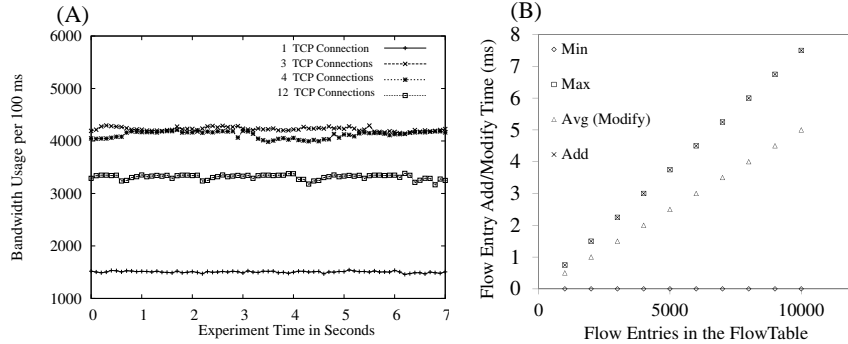 (A)
6000
5000
4000
3000
2000
1000
Bandwidth Usage per 100 ms
1 TCP Connection
3 TCP Connections
4 TCP Connections
12 TCP Connections
0 1 2 3 4 5 6 7
Experiment Time in Seconds
(B)
8
7
6
5
4
3
2
1
0
Flow Entry Add/Modify Time (ms)
Min
Max
Avg (Modify)
Add
0 5000 10000
Flow Entries in the FlowTable